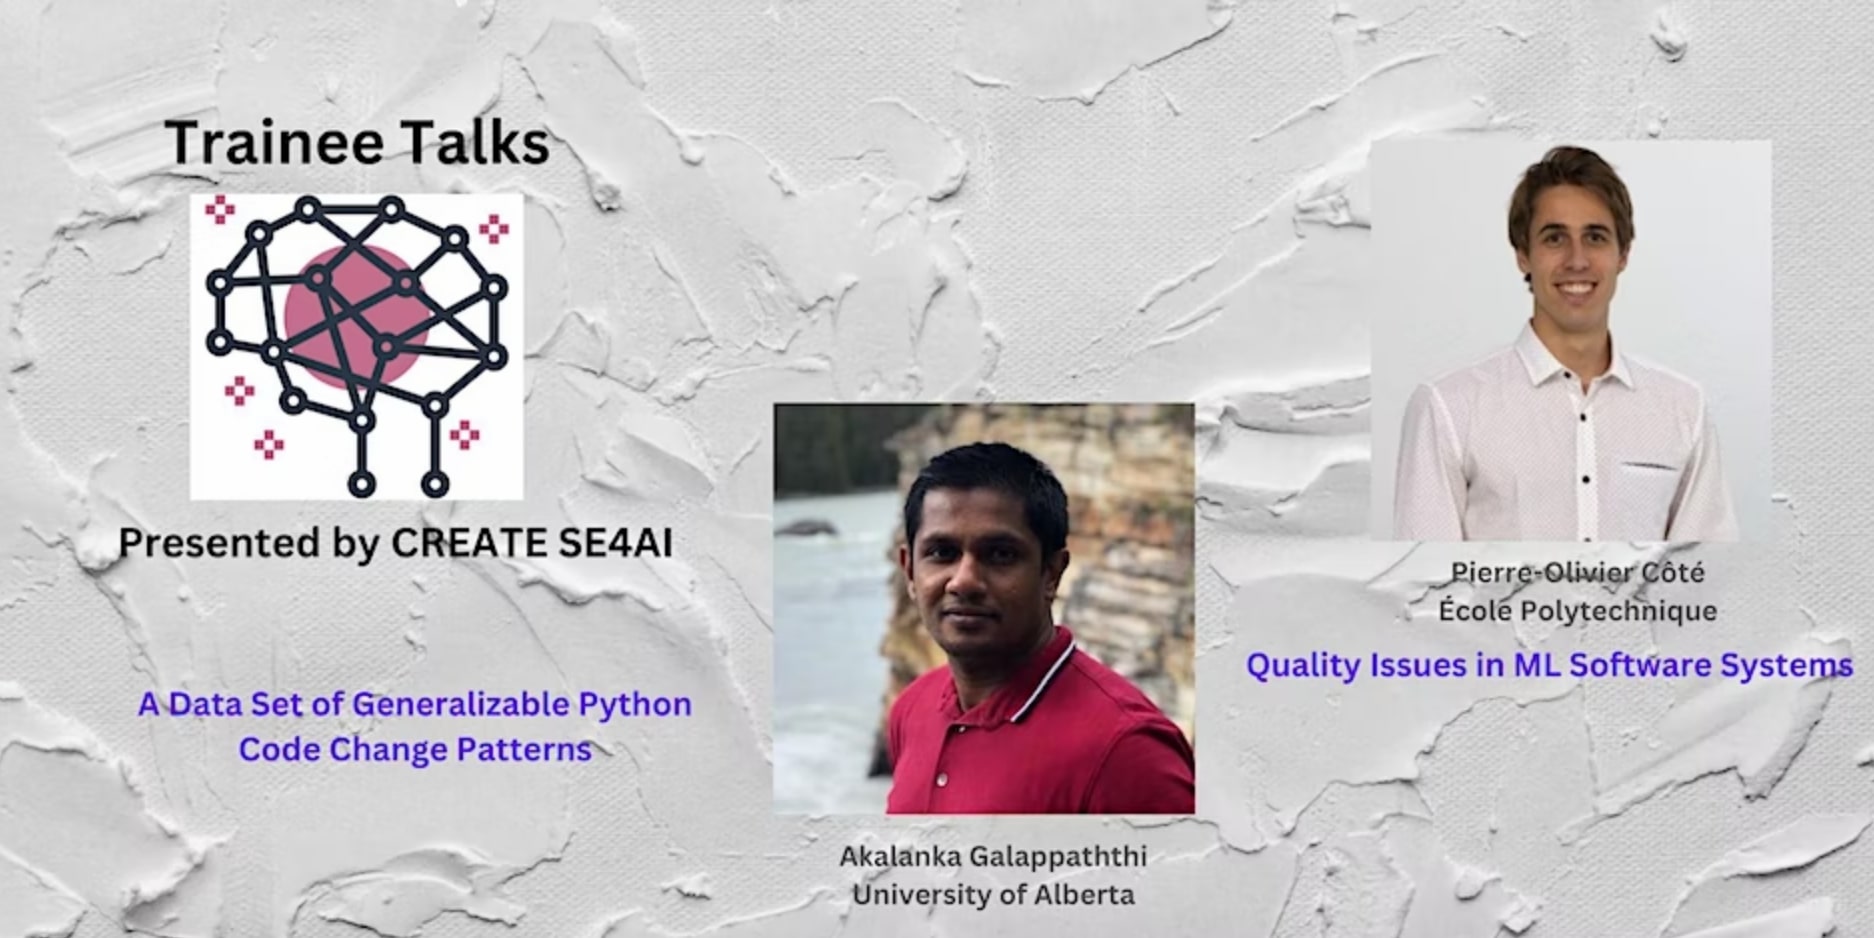 Trainee Talks
Presented by CREATE SE4AI
A Data Set of Generalizable Python
Code Change Patterns
Akalanka Galappaththi
University of Alberta
Pierre-Olivier Côté
École Polytechnique
Quality Issues in ML Software Systems